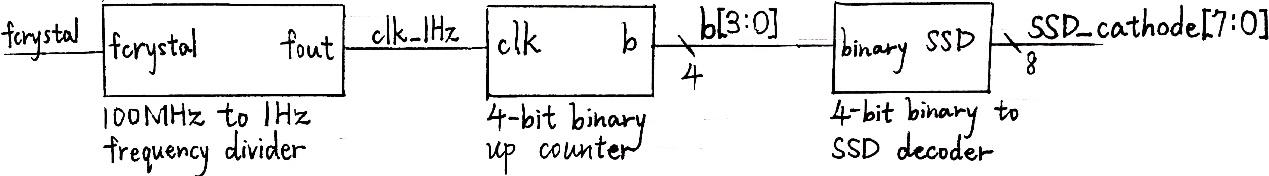 fcrystal
fcrystal fout
100MHz to 1Hz
frequency divider
clk_1Hz
clk b
4-bit binary
up counter
b[3:0]
4
binary SSD
4-bit binary to
SSD decoder
SSD_cathode[7:0]
8